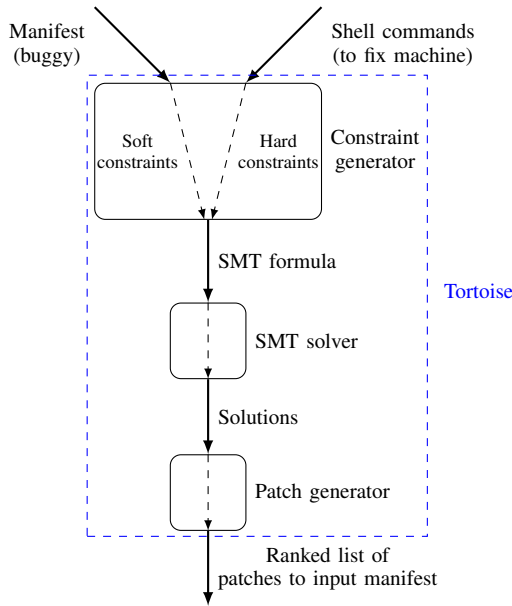 Manifest
(buggy)
Shell commands
(to fix machine)
Soft
constraints
Hard
constraints
Constraint
generator
SMT formula
Tortoise
SMT solver
Solutions
Patch generator
Ranked list of
patches to input manifest